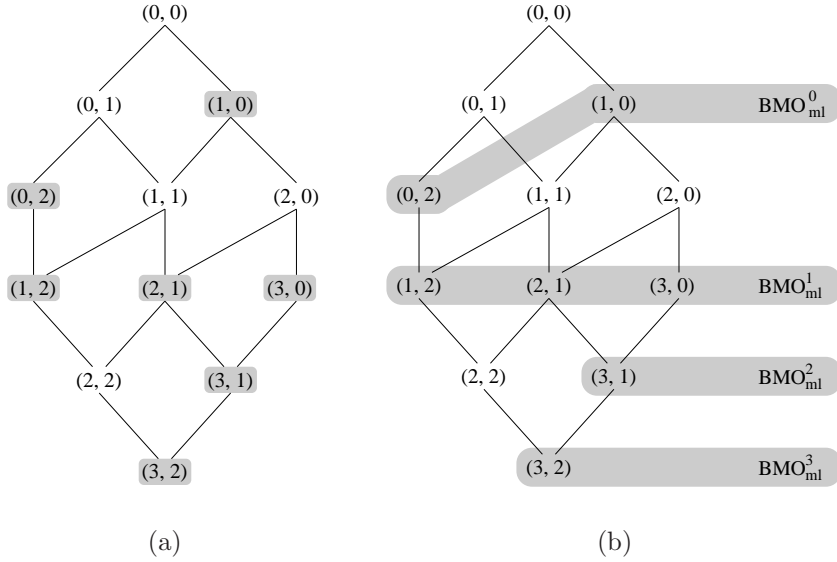 (0, 0) (0, 0)
(0, 1) (1, 0) (0, 1) (1, 0) BMO⁰ₘₗ
(0, 2) (1, 1) (2, 0) (0, 2) (1, 1) (2, 0)
(1, 2) (2, 1) (3, 0) (1, 2) (2, 1) (3, 0) BMO¹ₘₗ
(2, 2) (3, 1) (2, 2) (3, 1) BMO²ₘₗ
(3, 2) (3, 2) BMO³ₘₗ
(a) (b)